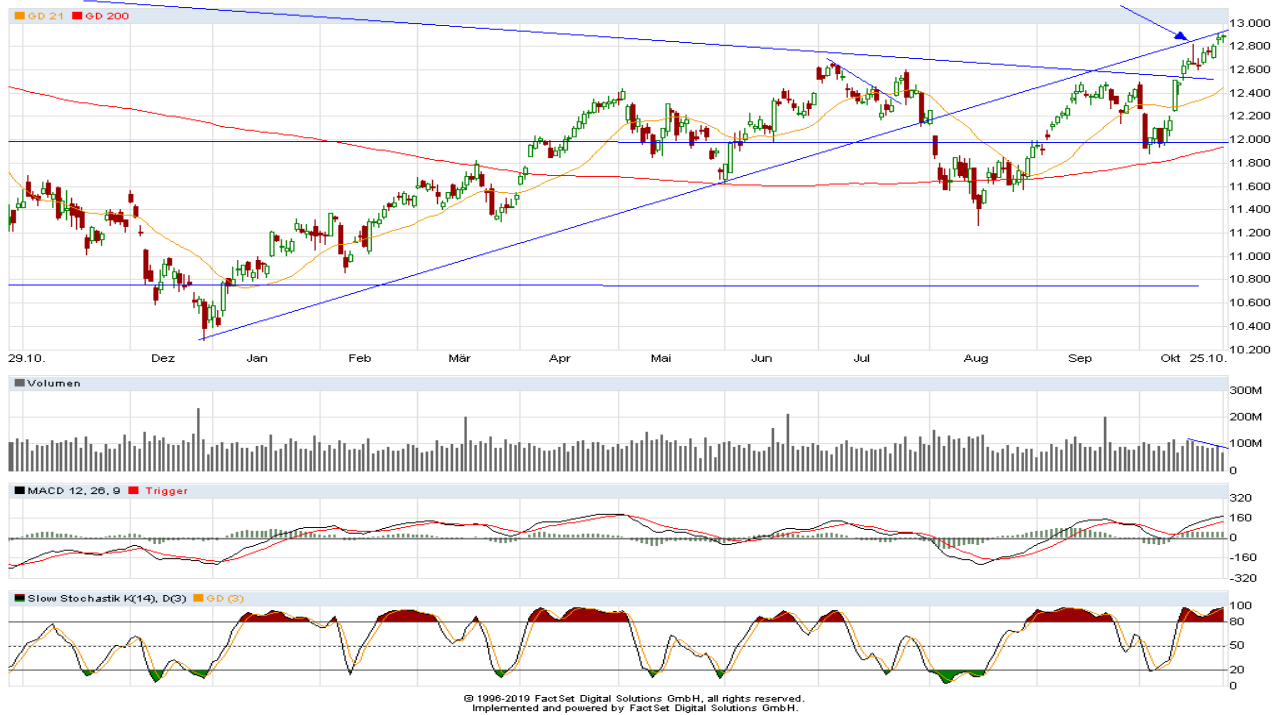 GD 21 GD 200
13.000
12.800
12.600
12.400
12.200
12.000
11.800
11.600
11.400
11.200
11.000
10.800
10.600
10.400
10.200
29.10. Dez Jan Feb Mär Apr Mai Jun Jul Aug Sep Okt 25.10.
Volumen
300M
200M
100M
0
MACD 12, 26, 9 Trigger
320
160
0
-160
-320
Slow Stochastik K(14), D(3) GD (3)
100
80
50
20
0
© 1996-2019 FactSet Digital Solutions GmbH, all rights reserved.
Implemented and powered by FactSet Digital Solutions GmbH.